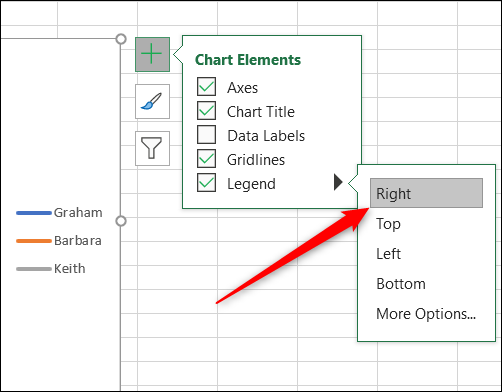 Chart Elements
Axes
Chart Title
Data Labels
Gridlines
Legend
Right
Top
Left
Bottom
More Options...
Graham
Barbara
Keith